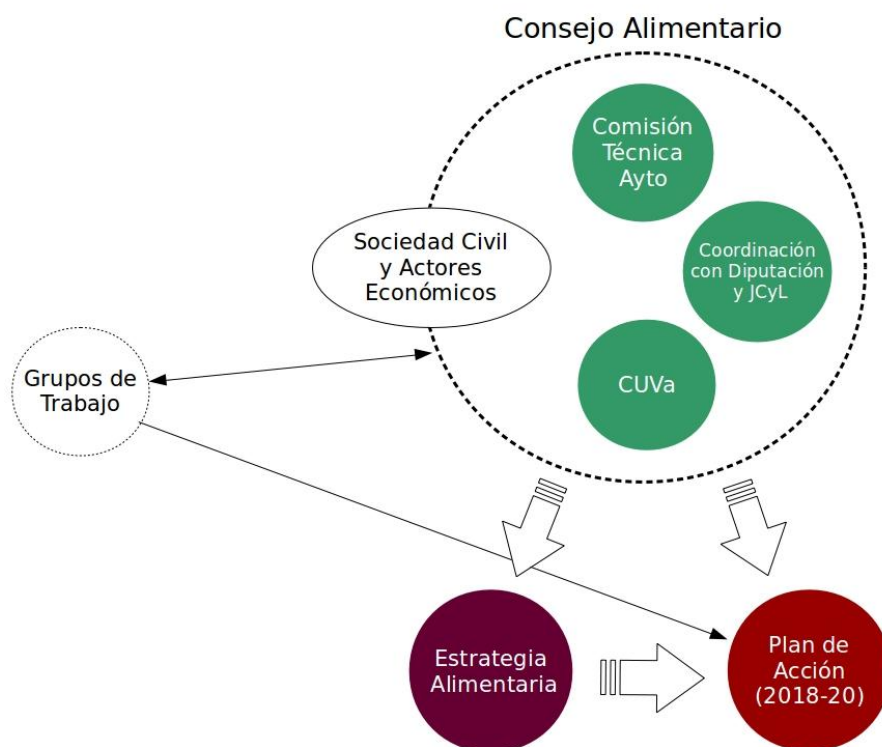 Consejo Alimentario
Comisión
Técnica
Ayto
Sociedad Civil
y Actores
Económicos
Coordinación
con Diputación
y JCyL
Grupos de
Trabajo
CUVa
Estrategia
Alimentaria
Plan de
Acción
(2018-20)